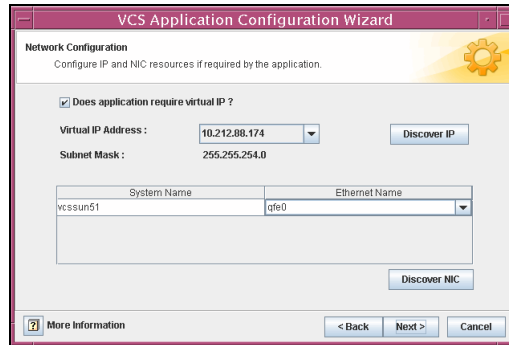 VCS Application Configuration Wizard
Network Configuration
Configure IP and NIC resources if required by the application.
Does application require virtual IP ?
Virtual IP Address : 10.212.88.174 Discover IP
Subnet Mask : 255.255.254.0
System Name Ethernet Name
vcssun51 qfe0
Discover NIC
More Information < Back Next > Cancel